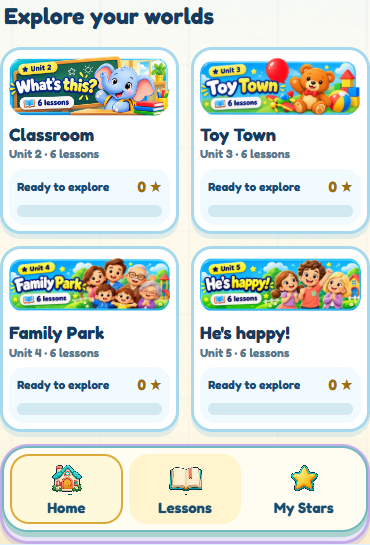 Explore your worlds
★ Unit 2
What's this?
6 lessons
Classroom
Unit 2 · 6 lessons
Ready to explore 0 ★
★ Unit 3
Toy Town
6 lessons
Toy Town
Unit 3 · 6 lessons
Ready to explore 0 ★
★ Unit 4
Family Park
6 lessons
Family Park
Unit 4 · 6 lessons
Ready to explore 0 ★
★ Unit 5
He's happy!
6 lessons
He's happy!
Unit 5 · 6 lessons
Ready to explore 0 ★
Home
Lessons
My Stars